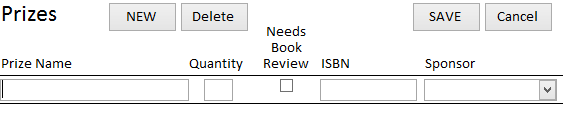 Prizes NEW Delete SAVE Cancel
Needs
Book
Prize Name Quantity Review ISBN Sponsor